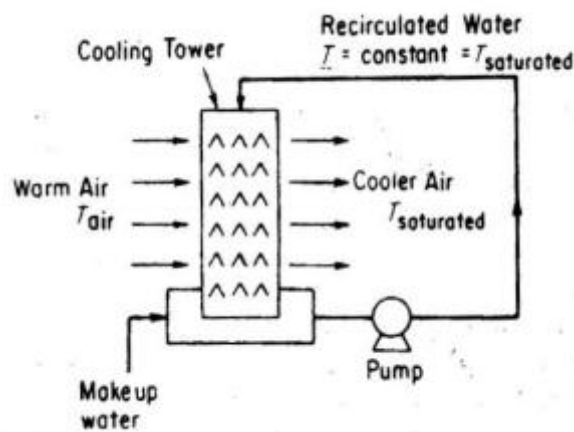 Recirculated Water
T = constant = Tsaturated
Cooling Tower
Warm Air
Tair
Cooler Air
Tsaturated
Pump
Makeup
water